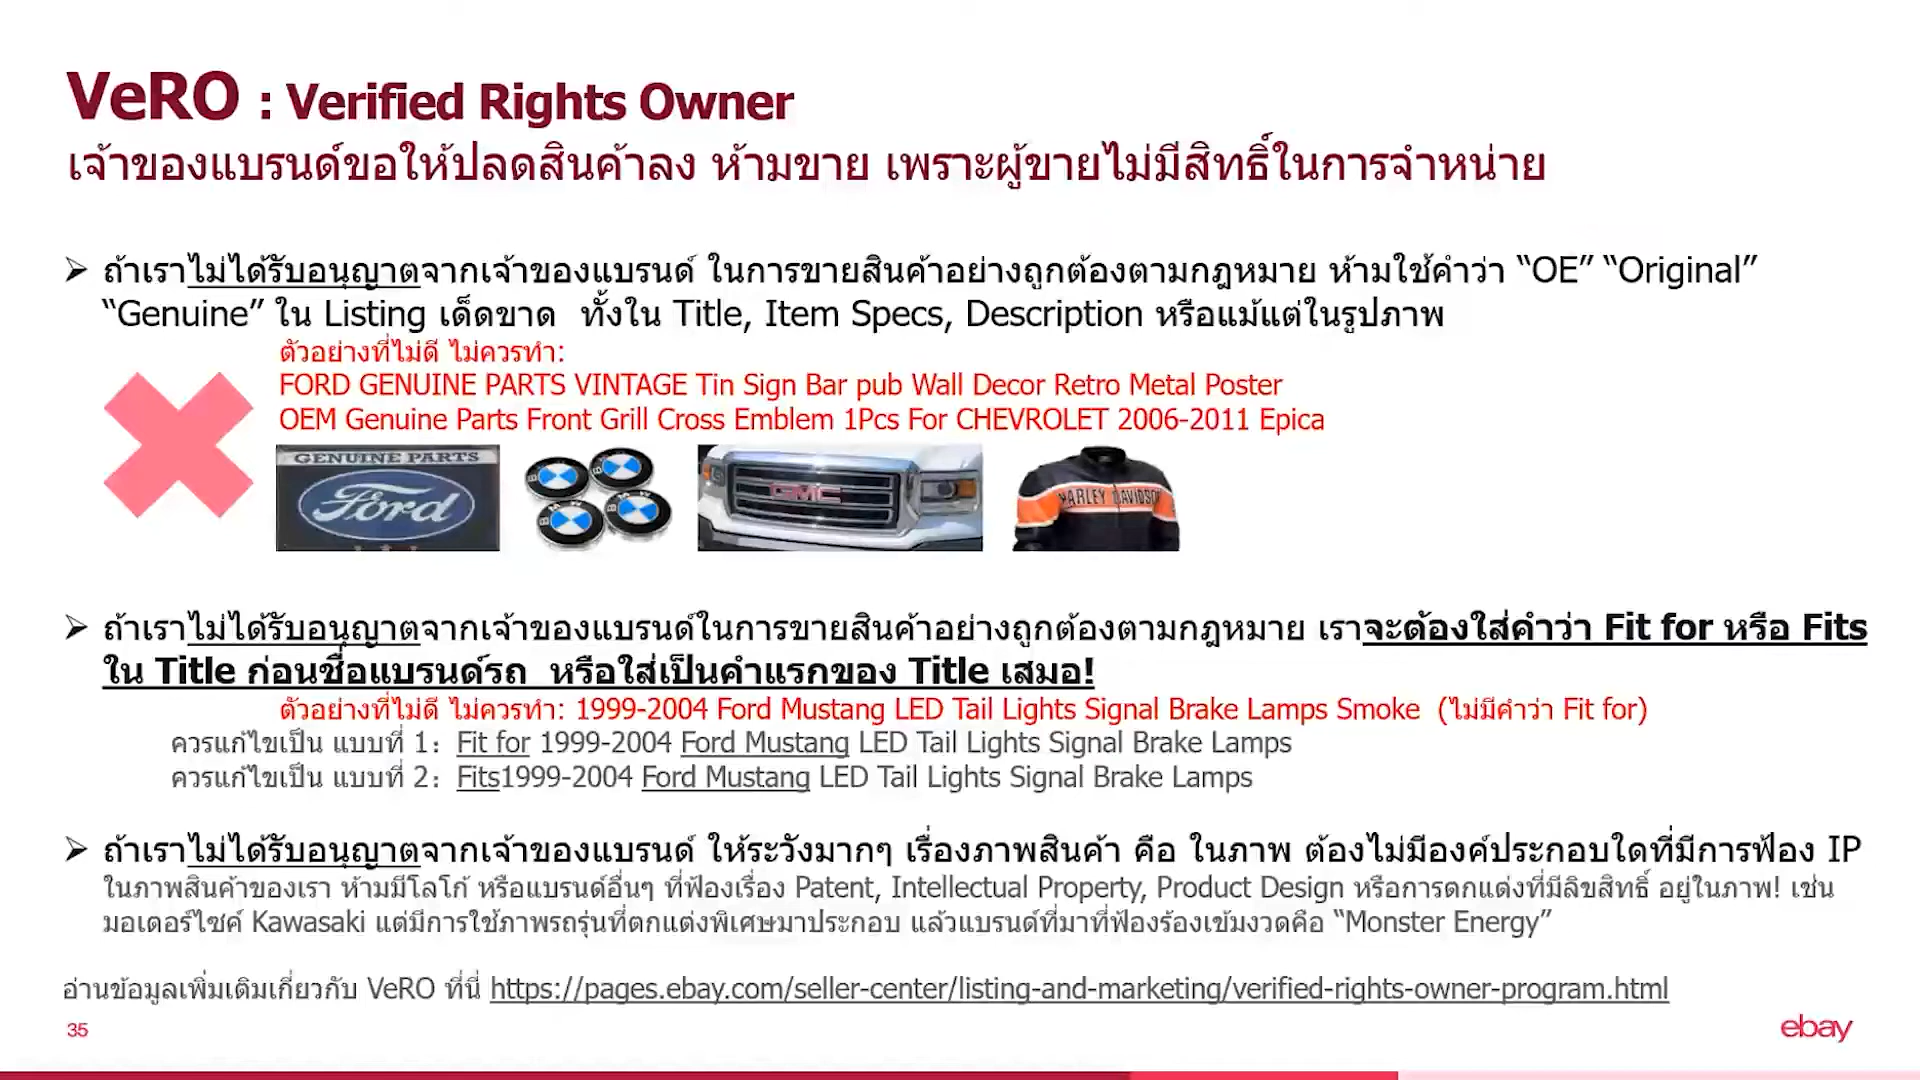 VeRO : Verified Rights Owner
เจ้าของแบรนด์ขอให้ปลดสินค้าลง ห้ามขาย เพราะผู้ขายไม่มีสิทธิ์ในการจำหน่าย
➢ ถ้าเราไม่ได้รับอนุญาตจากเจ้าของแบรนด์ ในการขายสินค้าอย่างถูกต้องตามกฎหมาย ห้ามใช้คำว่า “OE” “Original”
“Genuine” ใน Listing เด็ดขาด ทั้งใน Title, Item Specs, Description หรือแม้แต่ในรูปภาพ
ตัวอย่างที่ไม่ดี ไม่ควรทำ:
FORD GENUINE PARTS VINTAGE Tin Sign Bar pub Wall Decor Retro Metal Poster
OEM Genuine Parts Front Grill Cross Emblem 1Pcs For CHEVROLET 2006-2011 Epica
GENUINE PARTS
Ford
BMW
GMC
HARLEY DAVIDSON
➢ ถ้าเราไม่ได้รับอนุญาตจากเจ้าของแบรนด์ในการขายสินค้าอย่างถูกต้องตามกฎหมาย เราจะต้องใส่คำว่า Fit for หรือ Fits
ใน Title ก่อนชื่อแบรนด์รถ หรือใส่เป็นคำแรกของ Title เสมอ!
ตัวอย่างที่ไม่ดี ไม่ควรทำ: 1999-2004 Ford Mustang LED Tail Lights Signal Brake Lamps Smoke (ไม่มีคำว่า Fit for)
ควรแก้ไขเป็น แบบที่ 1: Fit for 1999-2004 Ford Mustang LED Tail Lights Signal Brake Lamps
ควรแก้ไขเป็น แบบที่ 2: Fits1999-2004 Ford Mustang LED Tail Lights Signal Brake Lamps
➢ ถ้าเราไม่ได้รับอนุญาตจากเจ้าของแบรนด์ ให้ระวังมากๆ เรื่องภาพสินค้า คือ ในภาพ ต้องไม่มีองค์ประกอบใดที่มีการฟ้อง IP
ในภาพสินค้าของเรา ห้ามมีโลโก้ หรือแบรนด์อื่นๆ ที่ฟ้องเรื่อง Patent, Intellectual Property, Product Design หรือการตกแต่งที่มีลิขสิทธิ์ อยู่ในภาพ! เช่น
มอเตอร์ไซค์ Kawasaki แต่มีการใช้ภาพรถรุ่นที่ตกแต่งพิเศษมาประกอบ แล้วแบรนด์ที่มาที่ฟ้องร้องเข้มงวดคือ “Monster Energy”
อ่านข้อมูลเพิ่มเติมเกี่ยวกับ VeRO ที่นี่ https://pages.ebay.com/seller-center/listing-and-marketing/verified-rights-owner-program.html
35
ebay